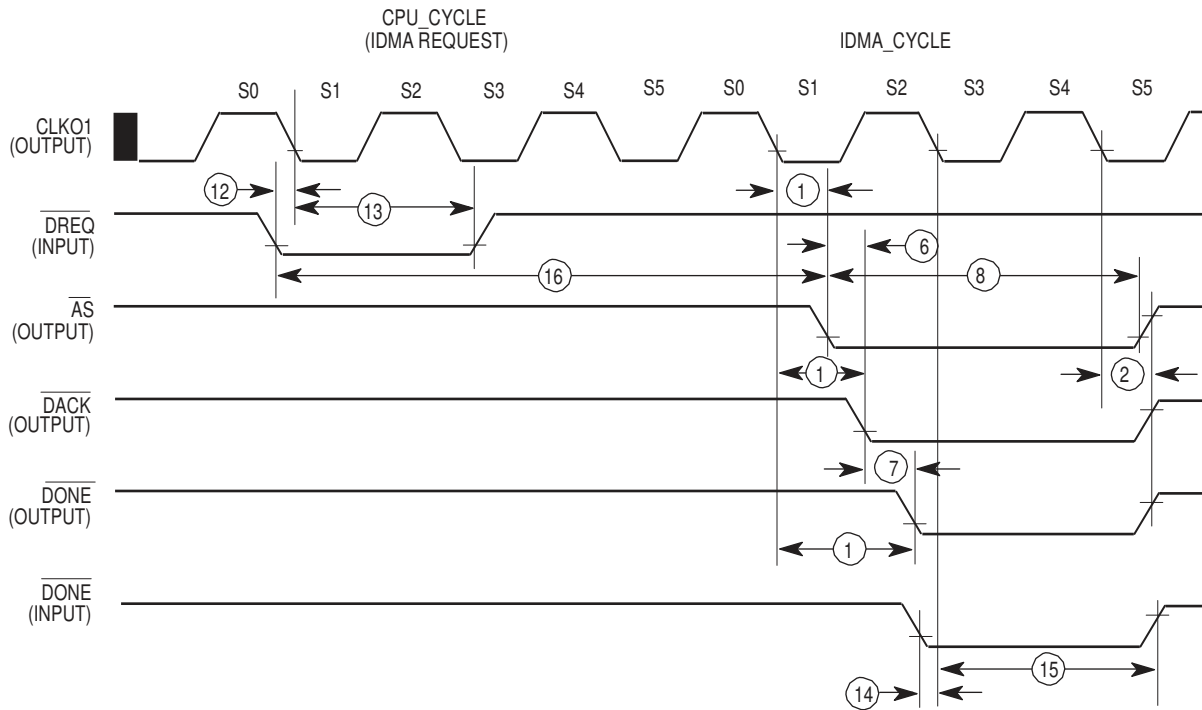 CPU_CYCLE
(IDMA REQUEST)
IDMA_CYCLE
S0 S1 S2 S3 S4 S5 S0 S1 S2 S3 S4 S5
CLKO1
(OUTPUT)
12
13
1
DREQ
(INPUT)
6
16
8
AS
(OUTPUT)
1
2
DACK
(OUTPUT)
7
DONE
(OUTPUT)
1
DONE
(INPUT)
15
14